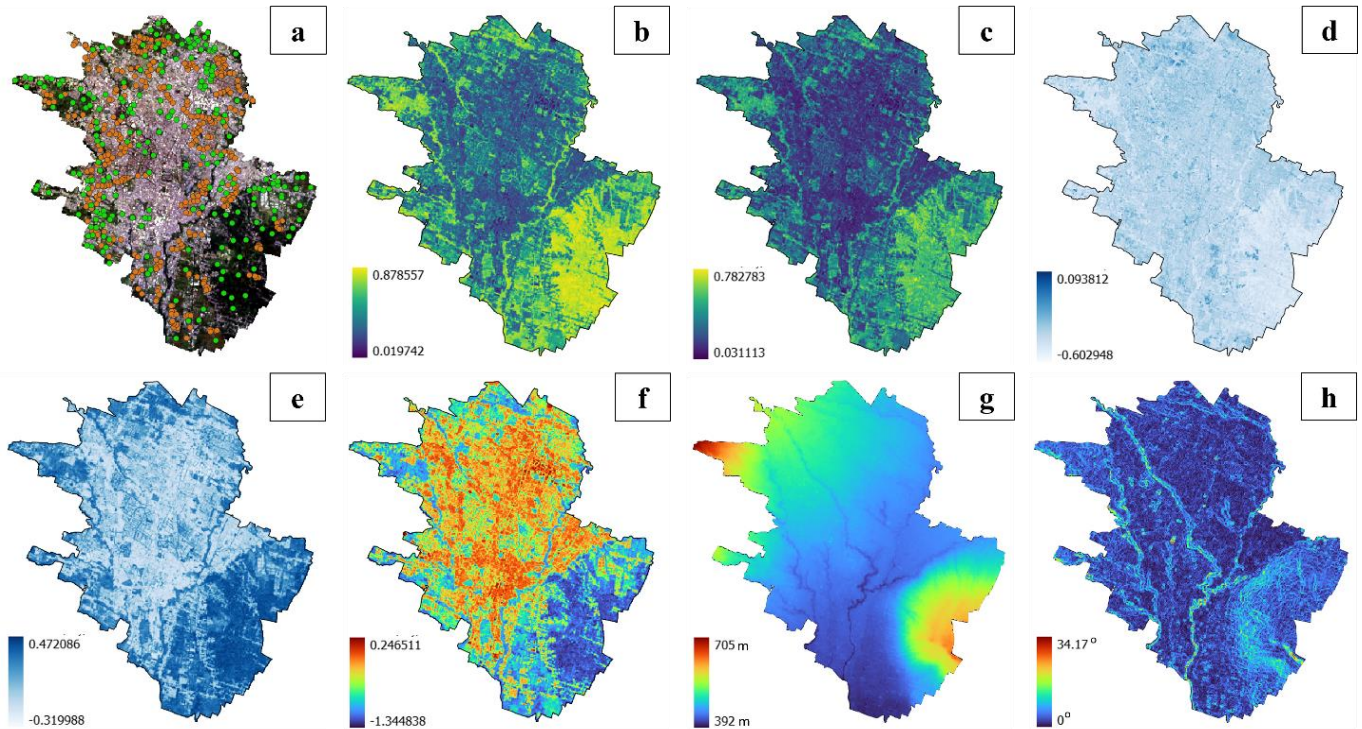 a
b
c
d
0.878557
0.019742
0.782783
0.031113
0.093812
-0.602948
e
f
g
h
0.472086
-0.319988
0.246511
-1.344838
705 m
392 m
34.17°
0°